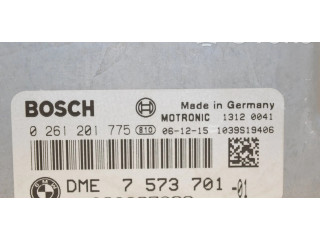 BOSCH Made in Germany
MOTRONIC 1312 0041
0 261 201 775 810 06-12-15 1039S19406
DME 7 573 701 -01